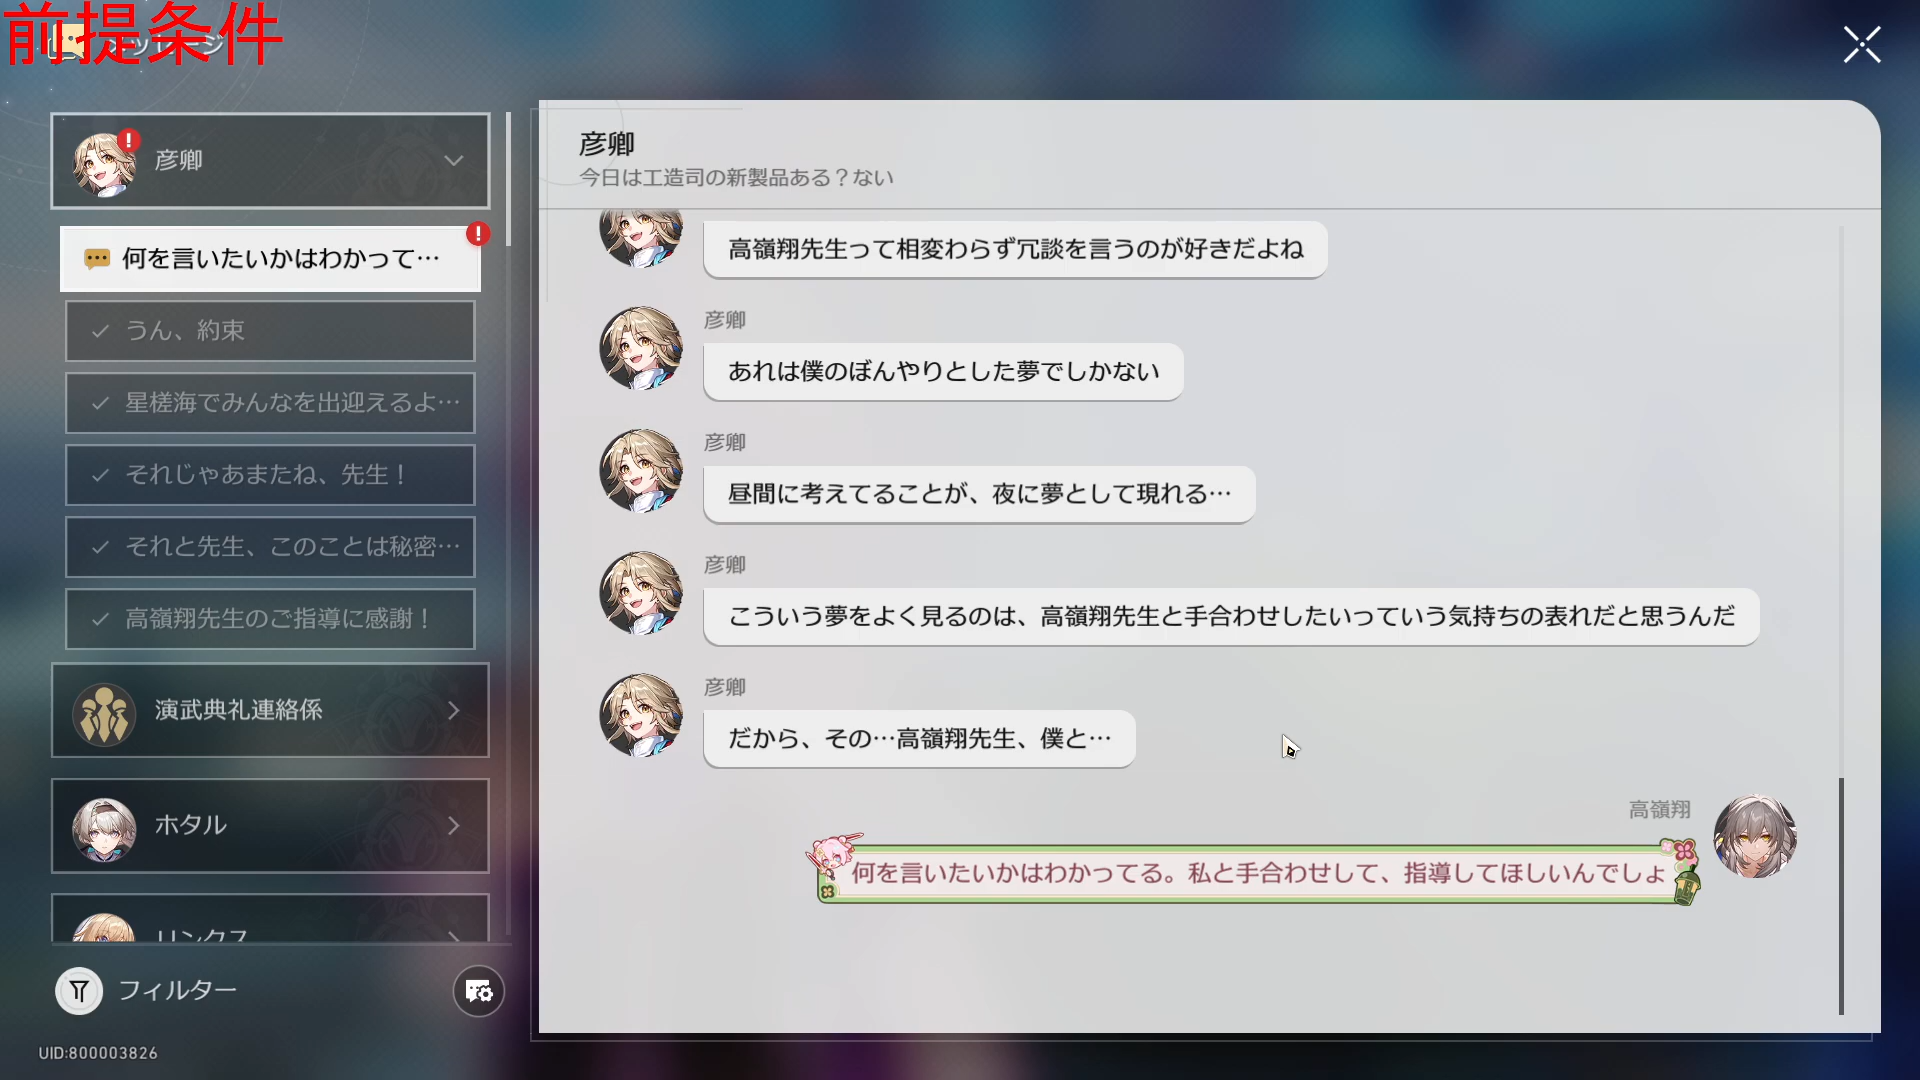 前提条件
メッセージ
彦卿
何を言いたいかはわかって…
うん、約束
星槎海でみんなを出迎えるよ…
それじゃあまたね、先生！
それと先生、このことは秘密…
高嶺翔先生のご指導に感謝！
演武典礼連絡係
ホタル
リンクス
フィルター
UID:800003826
彦卿
今日は工造司の新製品ある？ない
高嶺翔先生って相変わらず冗談を言うのが好きだよね
彦卿
あれは僕のぼんやりとした夢でしかない
彦卿
昼間に考えてることが、夜に夢として現れる…
彦卿
こういう夢をよく見るのは、高嶺翔先生と手合わせしたいっていう気持ちの表れだと思うんだ
彦卿
だから、その…高嶺翔先生、僕と…
高嶺翔
何を言いたいかはわかってる。私と手合わせして、指導してほしいんでしょ